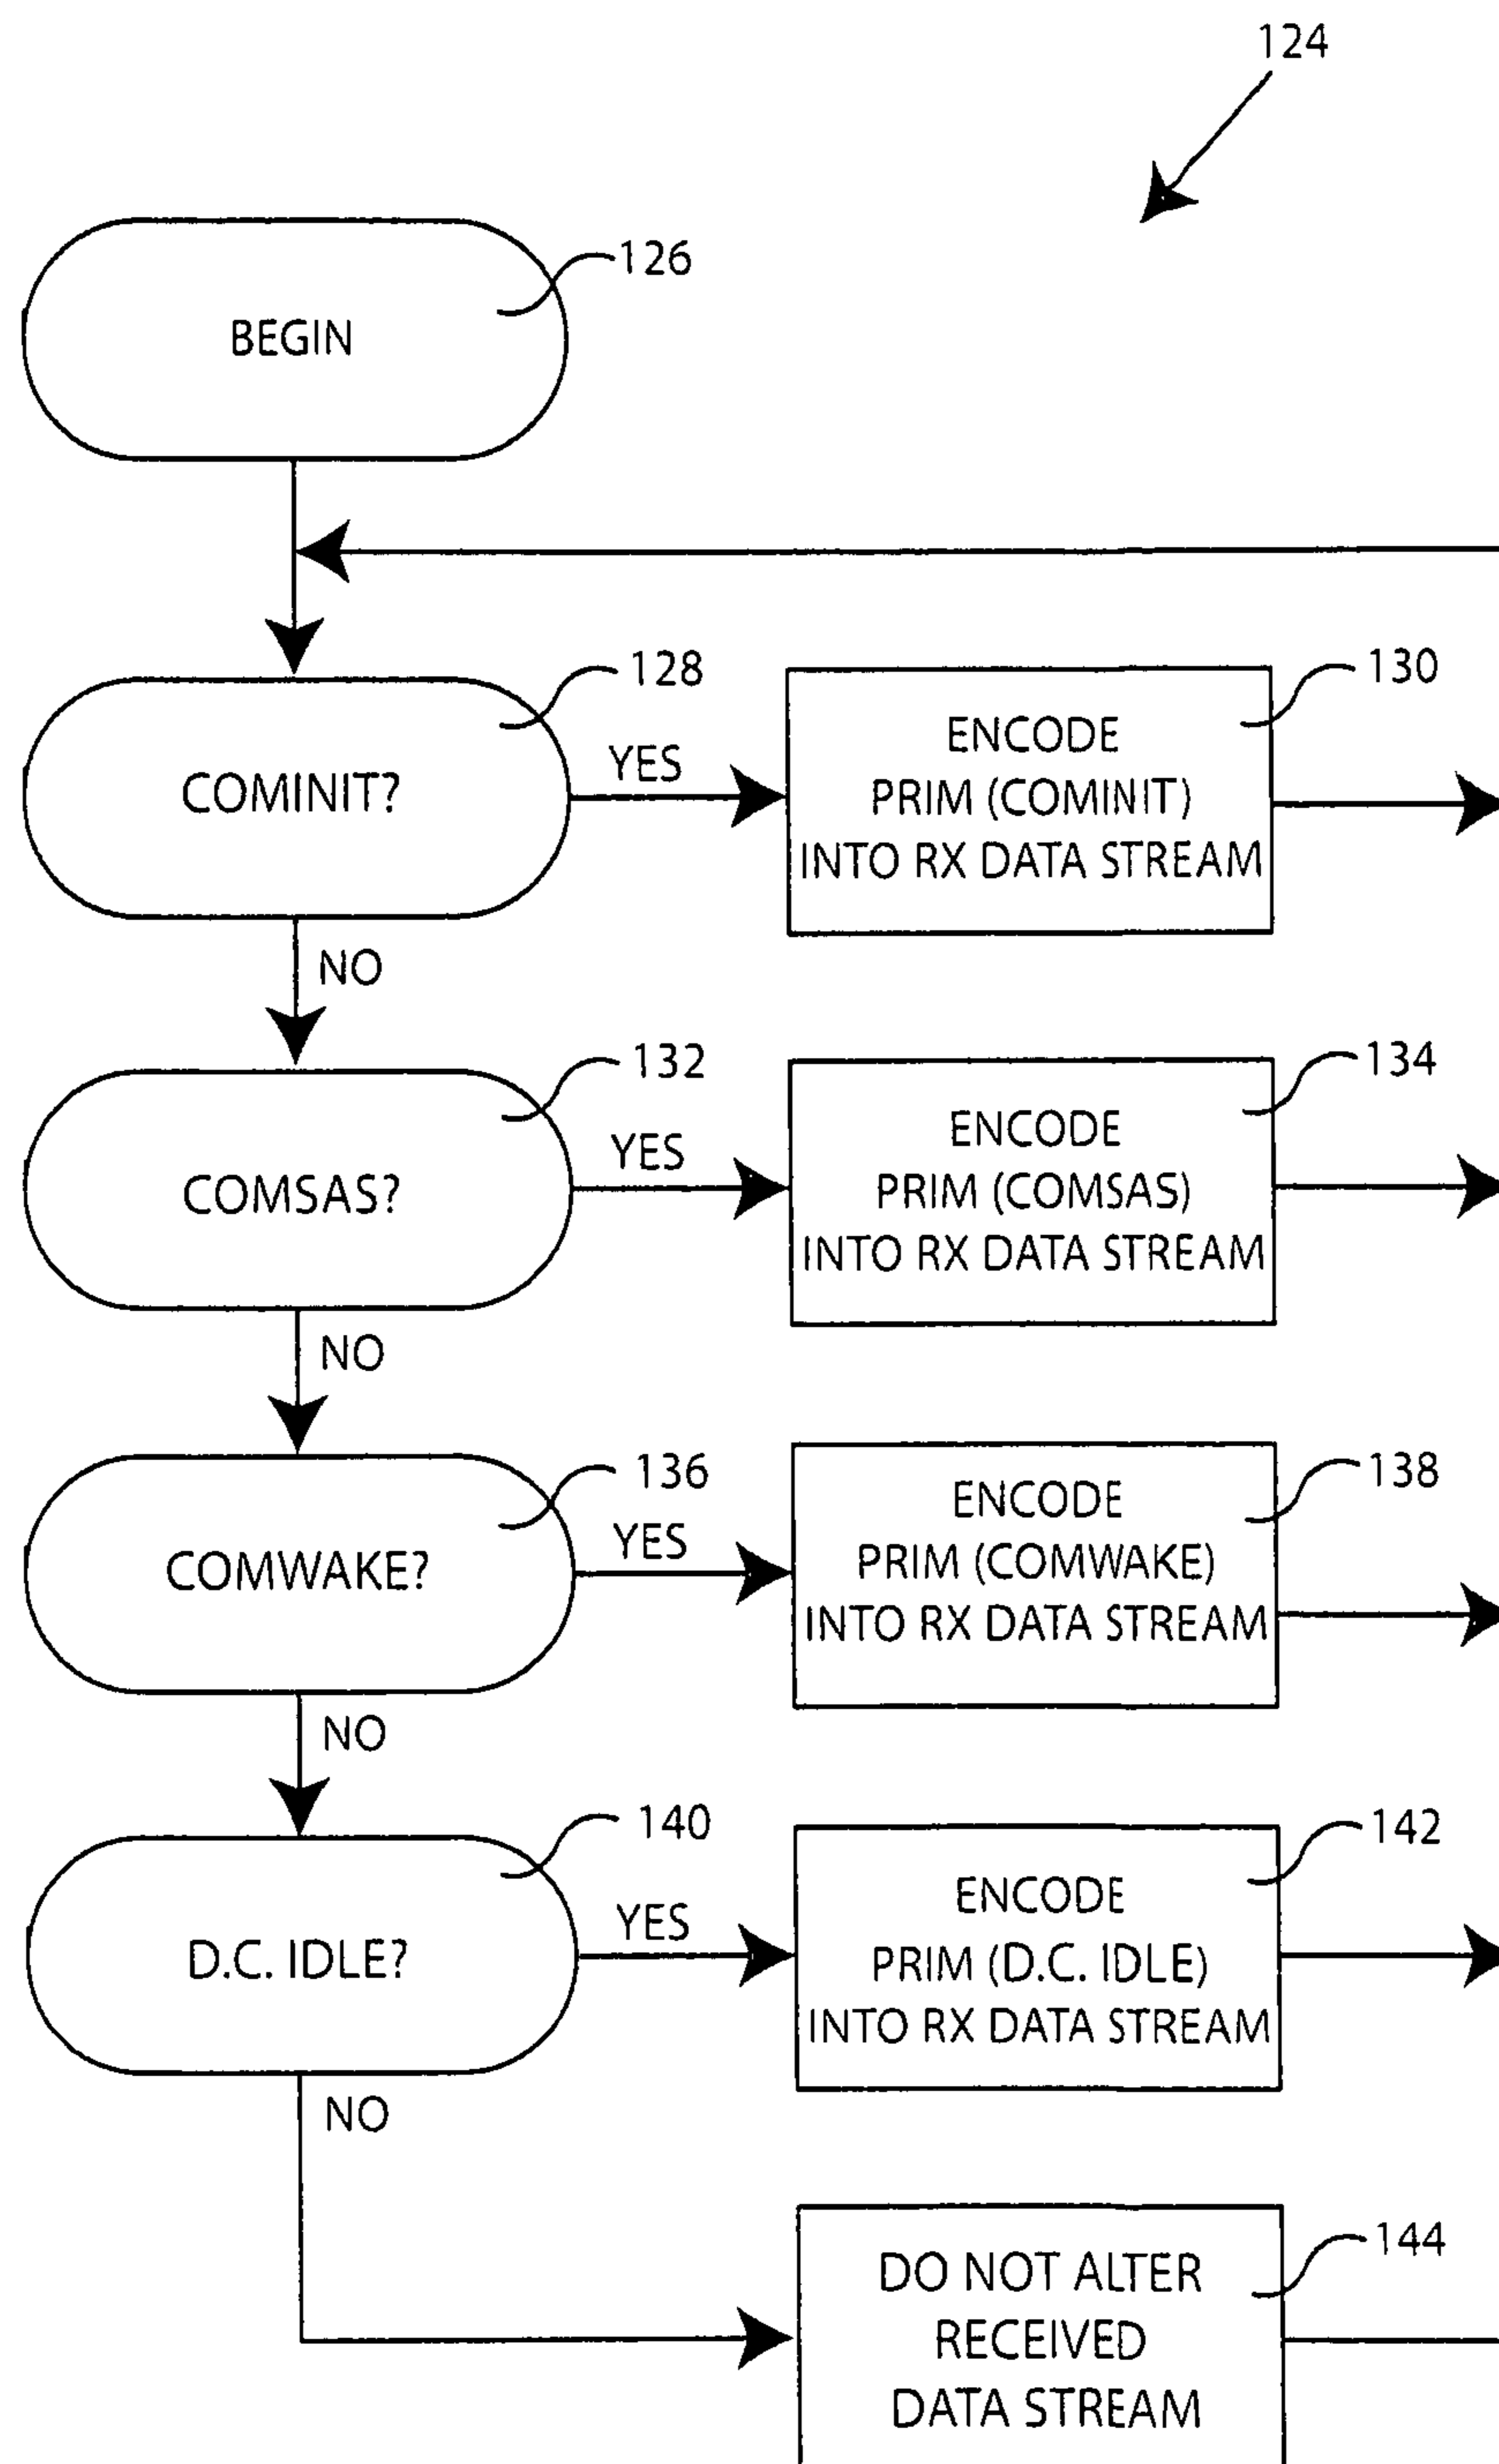 124
126
BEGIN
128
COMINIT?
YES
130
ENCODE
PRIM (COMINIT)
INTO RX DATA STREAM
NO
132
COMSAS?
YES
134
ENCODE
PRIM (COMSAS)
INTO RX DATA STREAM
NO
136
COMWAKE?
YES
138
ENCODE
PRIM (COMWAKE)
INTO RX DATA STREAM
NO
140
D.C. IDLE?
YES
142
ENCODE
PRIM (D.C. IDLE)
INTO RX DATA STREAM
NO
144
DO NOT ALTER
RECEIVED
DATA STREAM